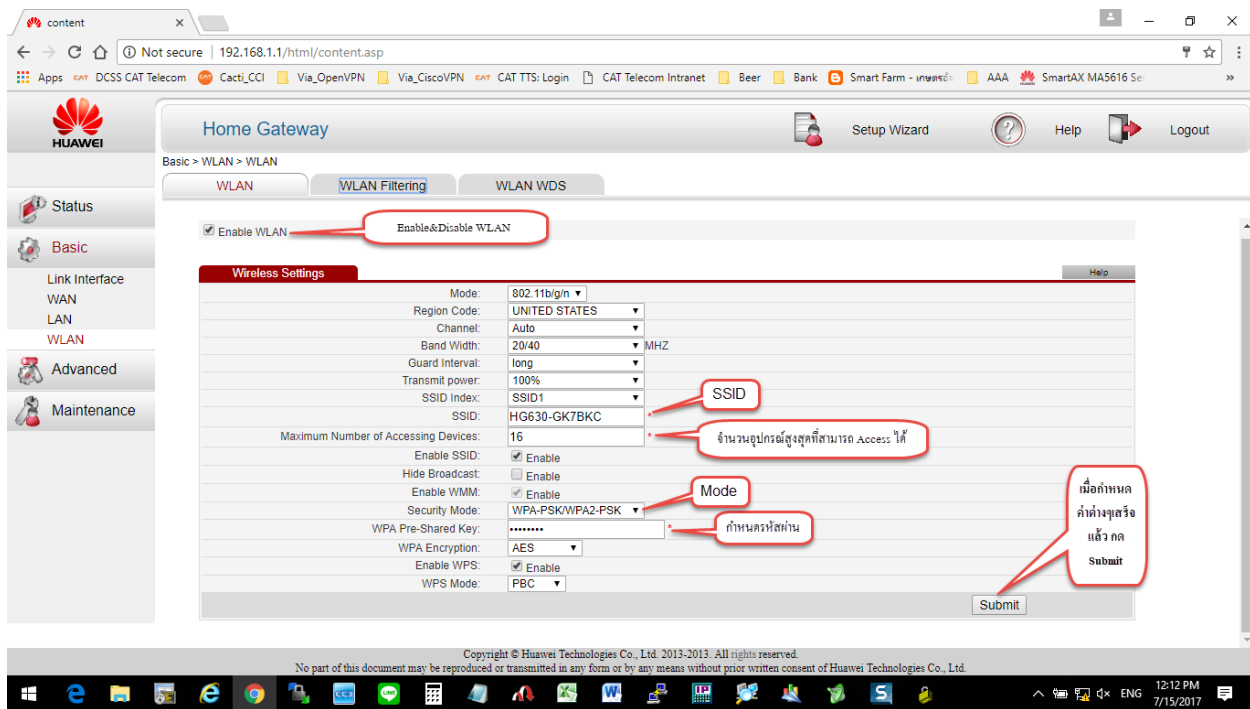 content
Not secure | 192.168.1.1/html/content.asp
Apps CAT DCSS CAT Telecom CAT Cacti_CCI Via_OpenVPN Via_CiscoVPN CAT CAT TTS: Login CAT Telecom Intranet Beer Bank Smart Farm - AAA SmartAX MA5616 Se
HUAWEI
Home Gateway
Setup Wizard
Help
Logout
Basic > WLAN > WLAN
WLAN
WLAN Filtering
WLAN WDS
Status
Basic
Link Interface
WAN
LAN
WLAN
Advanced
Maintenance
Enable WLAN
Enable&Disable WLAN
Wireless Settings
Help
Mode: 802.11b/g/n
Region Code: UNITED STATES
Channel: Auto
Band Width: 20/40 MHZ
Guard Interval: long
Transmit power: 100%
SSID Index: SSID1
SSID: HG630-GK7BKC *
SSID
Maximum Number of Accessing Devices: 16 *
จำนวนอุปกรณ์สูงสุดที่สามารถ Access ได้
Enable SSID: Enable
Hide Broadcast: Enable
Enable WMM: Enable
Mode
Security Mode: WPA-PSK/WPA2-PSK
WPA Pre-Shared Key: •••••••• *
กำหนดรหัสผ่าน
WPA Encryption: AES
Enable WPS: Enable
WPS Mode: PBC
เมื่อกำหนด
ค่าต่างๆเสร็จ
แล้ว กด
Submit
Submit
Copyright © Huawei Technologies Co., Ltd. 2013-2013. All rights reserved.
No part of this document may be reproduced or transmitted in any form or by any means without prior written consent of Huawei Technologies Co., Ltd.
CCI
LINE
IP
ENG
12:12 PM
7/15/2017